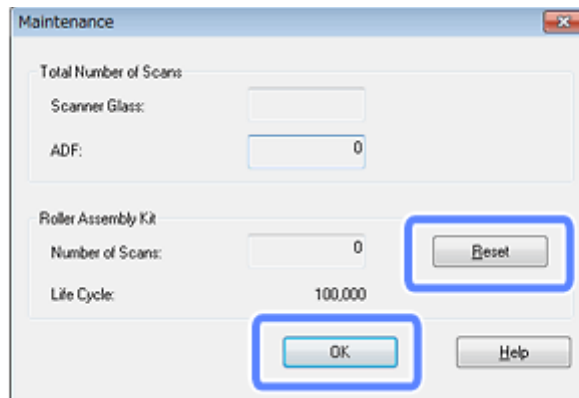 Maintenance
Total Number of Scans
Scanner Glass:
ADF: 0
Roller Assembly Kit
Number of Scans: 0 Reset
Life Cycle: 100,000
OK Help